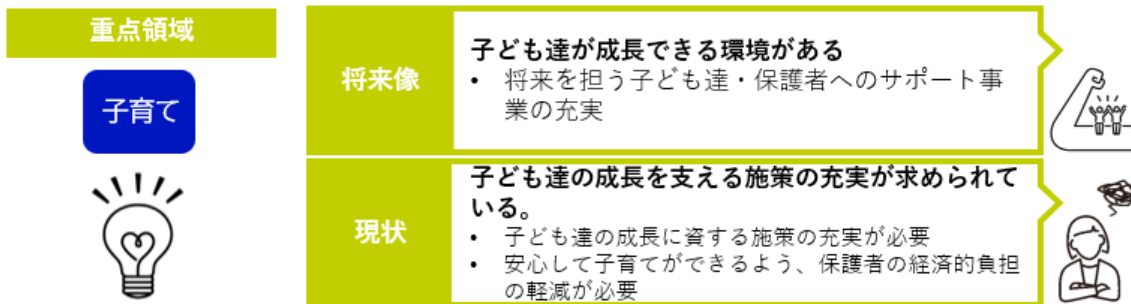 重点領域
子育て
将来像
子ども達が成長できる環境がある
• 将来を担う子ども達・保護者へのサポート事
業の充実
現状
子ども達の成長を支える施策の充実が求められて
いる。
• 子ども達の成長に資する施策の充実が必要
• 安心して子育てができるよう、保護者の経済的負担
の軽減が必要